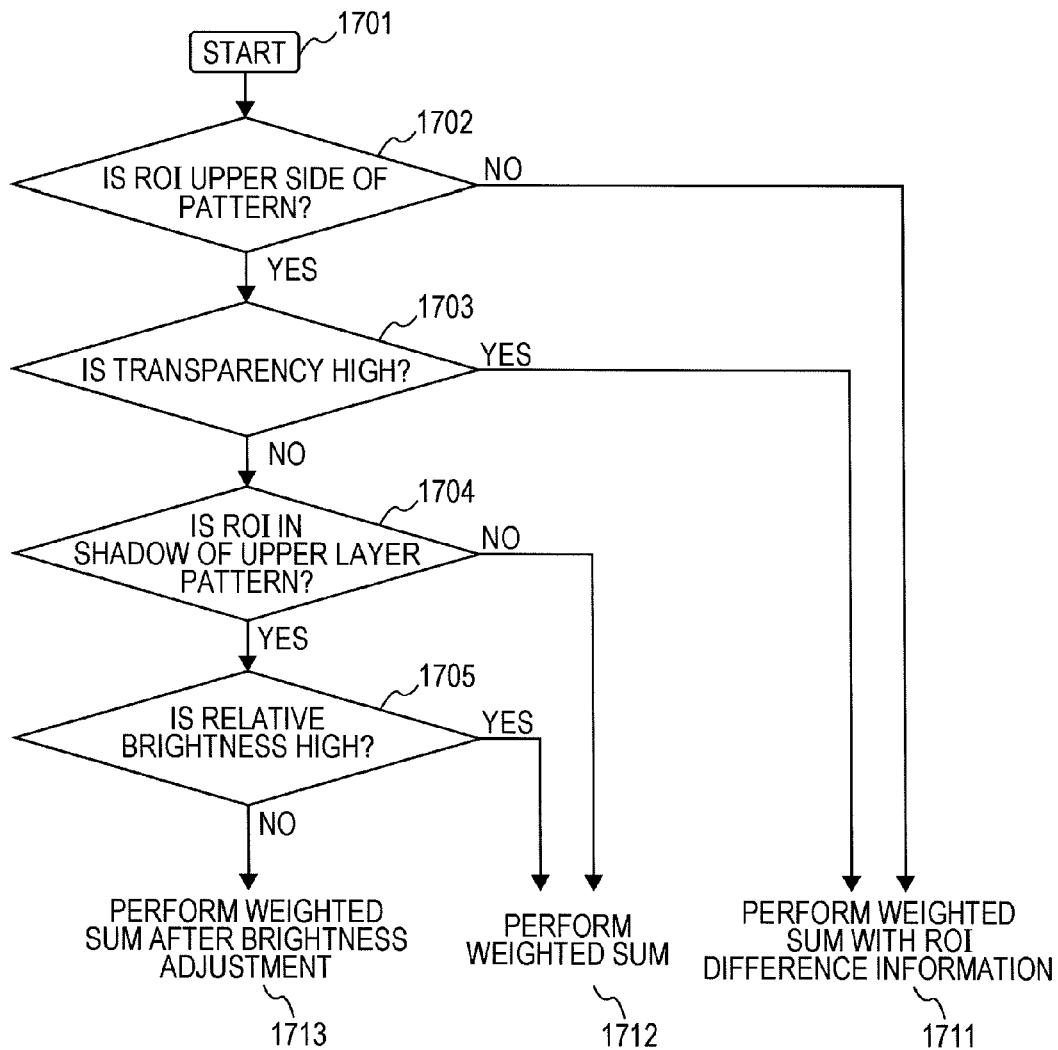 1701
START
1702
IS ROI UPPER SIDE OF
PATTERN?
NO
YES
1703
IS TRANSPARENCY HIGH?
YES
NO
1704
IS ROI IN
SHADOW OF UPPER LAYER
PATTERN?
NO
YES
1705
IS RELATIVE
BRIGHTNESS HIGH?
YES
NO
PERFORM WEIGHTED
SUM AFTER BRIGHTNESS
ADJUSTMENT
1713
PERFORM
WEIGHTED SUM
1712
PERFORM WEIGHTED
SUM WITH ROI
DIFFERENCE INFORMATION
1711